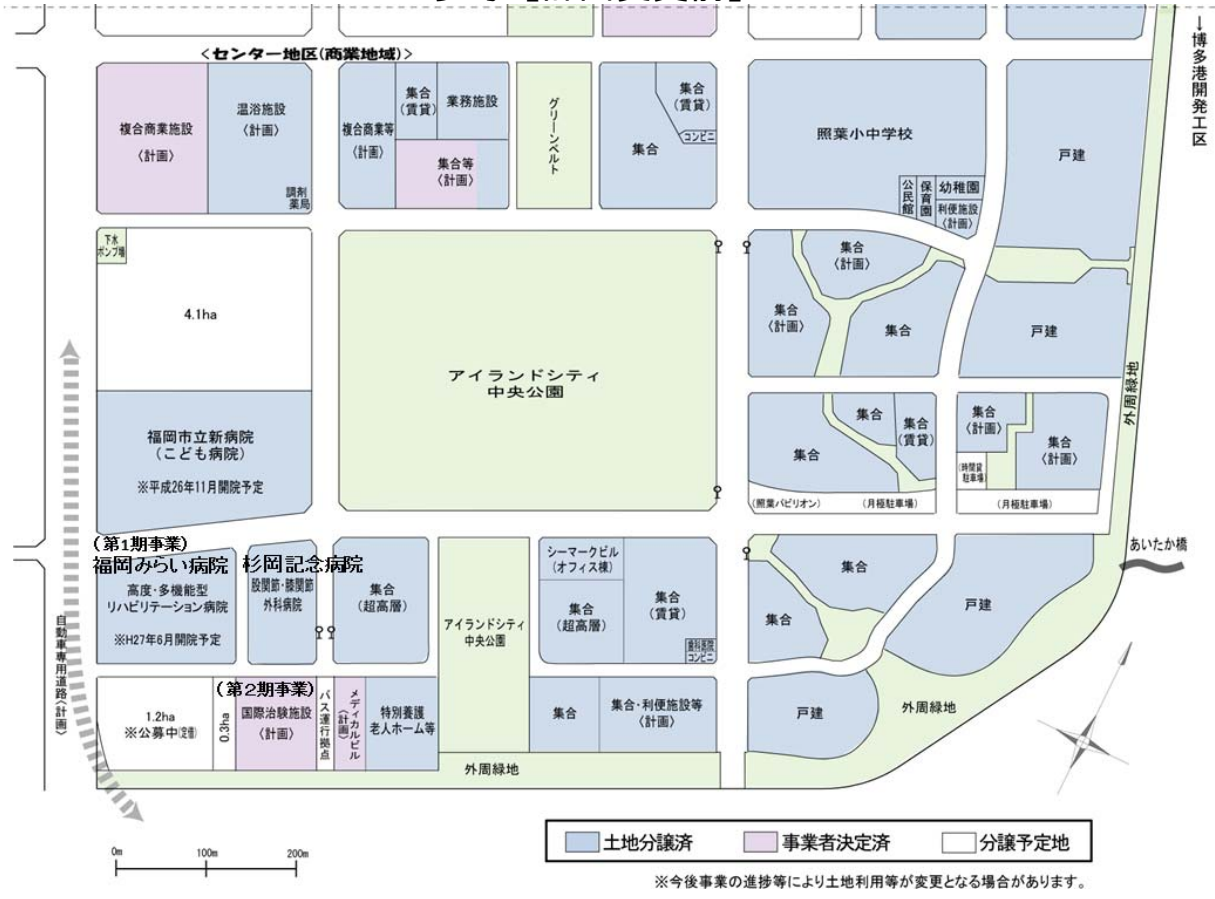 <センター地区(商業地域)>
↓博多港開発工区
複合商業施設
〈計画〉
温浴施設
〈計画〉
調剤
薬局
複合商業等
〈計画〉
集合
(賃貸)
業務施設
集合等
〈計画〉
グリーンベルト
集合
集合
(賃貸)
コンビニ
照葉小中学校
公民館
保育園
幼稚園
利便施設
〈計画〉
戸建
下水
ポンプ場
4.1ha
アイランドシティ
中央公園
集合
〈計画〉
集合
〈計画〉
集合
戸建
外周緑地
福岡市立新病院
(こども病院)
※平成26年11月開院予定
集合
集合
集合
(賃貸)
(照葉パビリオン)
(月極駐車場)
集合
〈計画〉
集合
〈計画〉
(時間貸
駐車場)
(月極駐車場)
(第1期事業)
福岡みらい病院
高度・多機能型
リハビリテーション病院
※H27年6月開院予定
杉岡記念病院
股関節・膝関節
外科病院
集合
(超高層)
アイランドシティ
中央公園
シーマークビル
(オフィス棟)
集合
(超高層)
集合
(賃貸)
歯科医院
コンビニ
集合
集合
戸建
あいたか橋
自動車専用道路〈計画〉
1.2ha
※公募中(定借)
0.3ha
(第2期事業)
国際治験施設
〈計画〉
バス運行拠点
メディカルビル
〈計画〉
特別養護
老人ホーム等
集合
集合・利便施設等
〈計画〉
戸建
外周緑地
外周緑地
0m
100m
200m
土地分譲済
事業者決定済
分譲予定地
※今後事業の進捗等により土地利用等が変更となる場合があります。